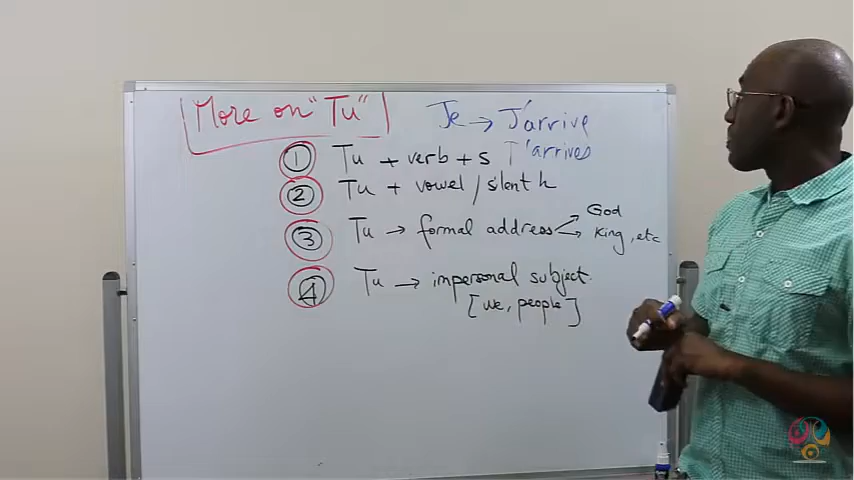 More on "Tu"
Je → J'arrive
① Tu + verb + s T'arrives
② Tu + vowel / silent h
③ Tu → formal address → God
→ King, etc
④ Tu → impersonal subject.
[we, people]